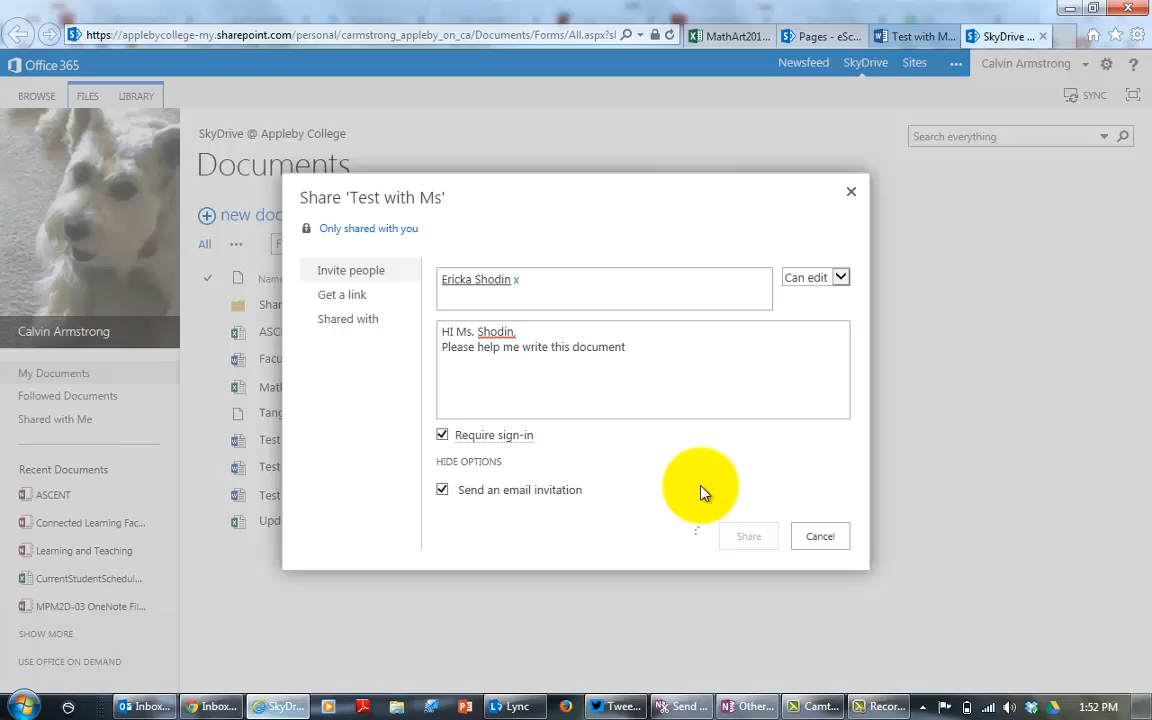 https://applebycollege-my.sharepoint.com/personal/carmstrong_appleby_on_ca/Documents/Forms/All.aspx?sl
MathArt201...
Pages - eSc...
Test with M...
SkyDrive ...
Office 365
Newsfeed
SkyDrive
Sites
Calvin Armstrong
?
BROWSE
FILES
LIBRARY
SYNC
SkyDrive @ Appleby College
Documents
Search everything
new doc
All
...
F
Name
Shar
ASC
Facu
Math
Tang
Test
Test
Test
Upd
Calvin Armstrong
My Documents
Followed Documents
Shared with Me
Recent Documents
ASCENT
Connected Learning Fac...
Learning and Teaching
CurrentStudentSchedul...
MPM2D-03 OneNote Fil...
SHOW MORE
USE OFFICE ON DEMAND
Share 'Test with Ms'
Only shared with you
Invite people
Get a link
Shared with
Ericka Shodin x
Can edit
HI Ms. Shodin,
Please help me write this document
Require sign-in
HIDE OPTIONS
Send an email invitation
Share
Cancel
Inbox...
Inbox...
SkyDr...
Lync
Twee...
Send ...
Other...
Camt...
Recor...
1:52 PM